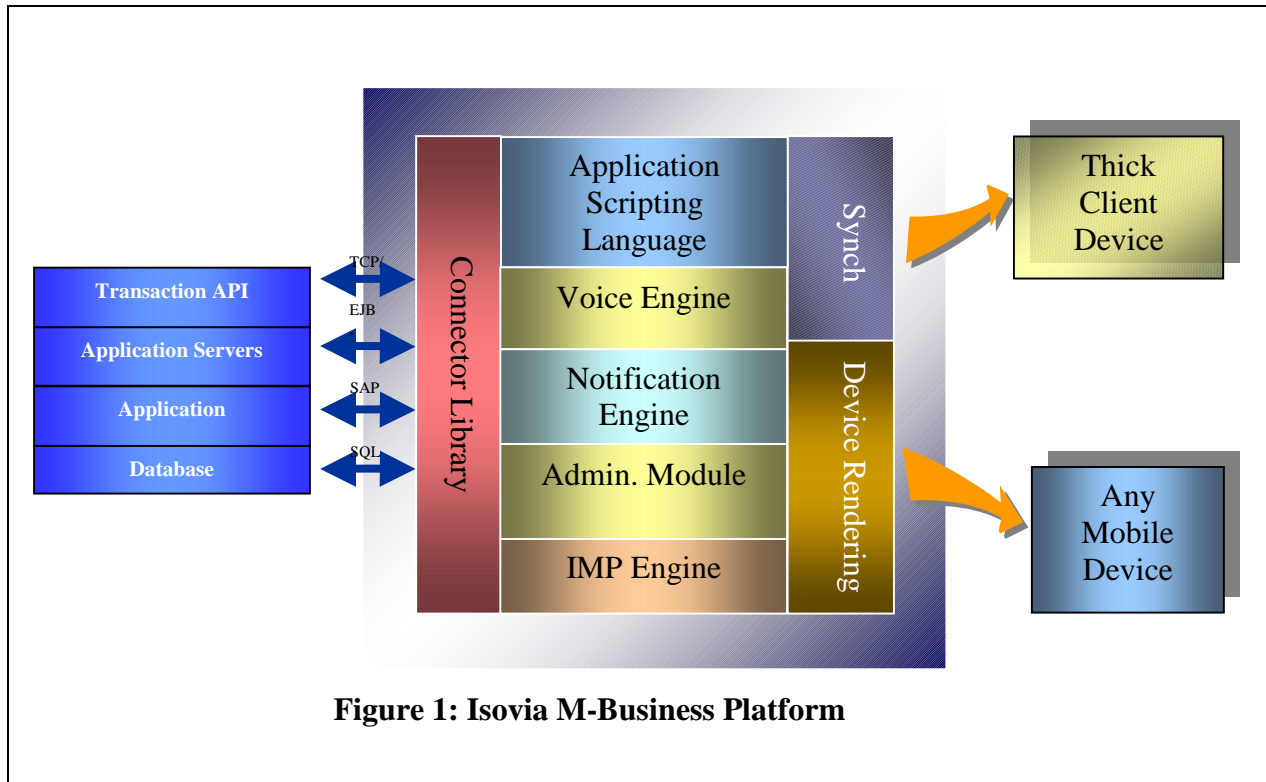 Transaction API
Application Servers
Application
Database
TCP/
EJB
SAP
SQL
Connector Library
Application
Scripting
Language
Voice Engine
Notification
Engine
Admin. Module
IMP Engine
Synch
Device Rendering
Thick
Client
Device
Any
Mobile
Device
Figure 1: Isovia M-Business Platform